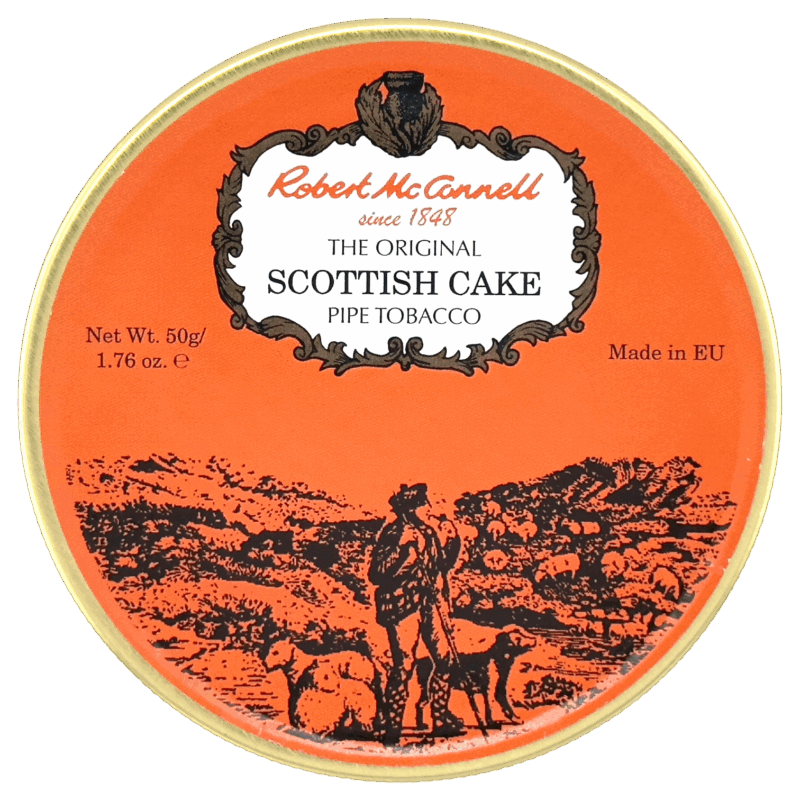 Robert McConnell
since 1848
THE ORIGINAL
SCOTTISH CAKE
PIPE TOBACCO
Net Wt. 50g/
1.76 oz. ℮
Made in EU